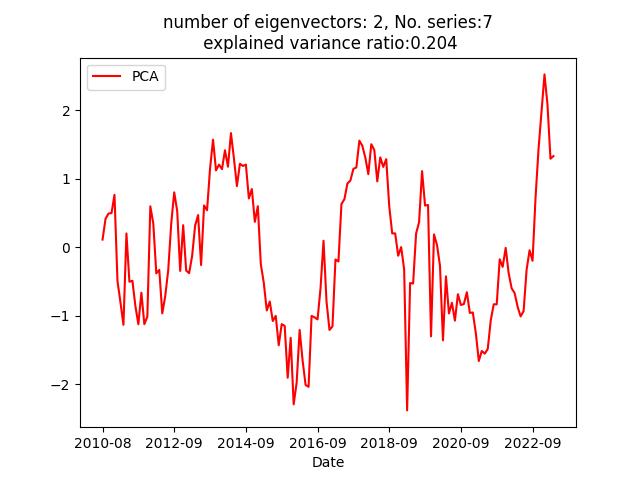 number of eigenvectors: 2, No. series:7
explained variance ratio:0.204
PCA
2
1
0
−1
−2
2010-08 2012-09 2014-09 2016-09 2018-09 2020-09 2022-09
Date